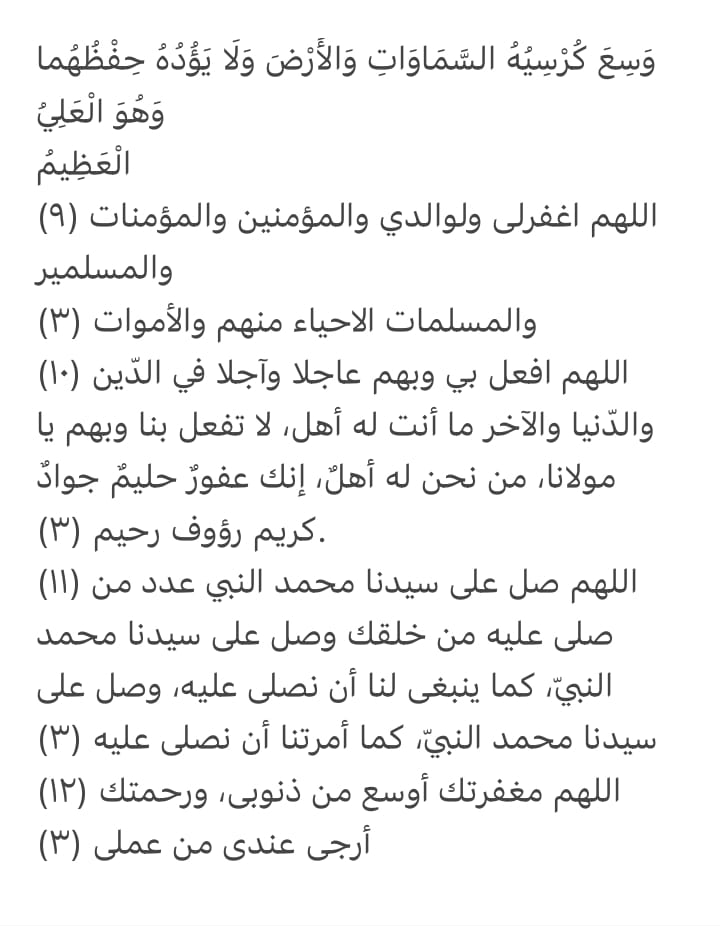 وَسِعَ كُرْسِيُهُ السَّمَاوَاتِ وَالأَرْضَ وَلَا يَؤُدُهُ حِفْظُهُما
وَهُوَ الْعَلِيُ
الْعَظِيمُ
اللهم اغفرلى ولوالدي والمؤمنين والمؤمنات (٩)
والمسلمير
والمسلمات الاحياء منهم والأموات (٣)
اللهم افعل بي وبهم عاجلا وآجلا في الدّين (١٠)
والدّنيا والآخر ما أنت له أهل، لا تفعل بنا وبهم يا
مولانا، من نحن له أهلٌ، إنك عفورٌ حليمٌ جوادٌ
كريم رؤوف رحيم (٣).
اللهم صل على سيدنا محمد النبي عدد من (١١)
صلى عليه من خلقك وصل على سيدنا محمد
النبيّ، كما ينبغى لنا أن نصلى عليه، وصل على
سيدنا محمد النبيّ، كما أمرتنا أن نصلى عليه (٣)
اللهم مغفرتك أوسع من ذنوبى، ورحمتك (١٢)
أرجى عندى من عملى (٣)